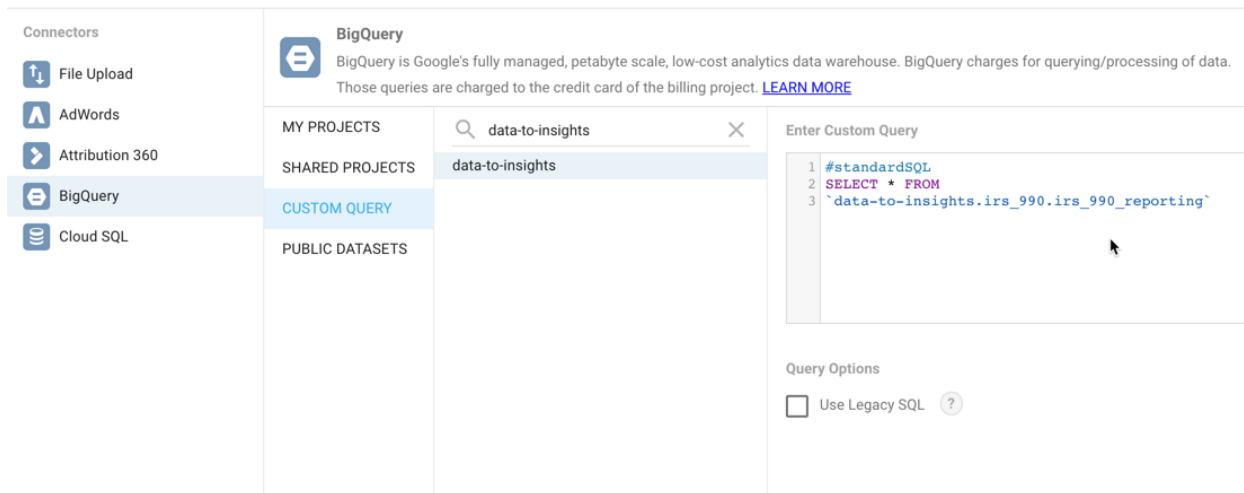 Connectors
File Upload
AdWords
Attribution 360
BigQuery
Cloud SQL
BigQuery
BigQuery is Google's fully managed, petabyte scale, low-cost analytics data warehouse. BigQuery charges for querying/processing of data.
Those queries are charged to the credit card of the billing project. LEARN MORE
MY PROJECTS
SHARED PROJECTS
CUSTOM QUERY
PUBLIC DATASETS
data-to-insights
data-to-insights
Enter Custom Query
1 #standardSQL
2 SELECT * FROM
3 `data-to-insights.irs_990.irs_990_reporting`
Query Options
Use Legacy SQL ?